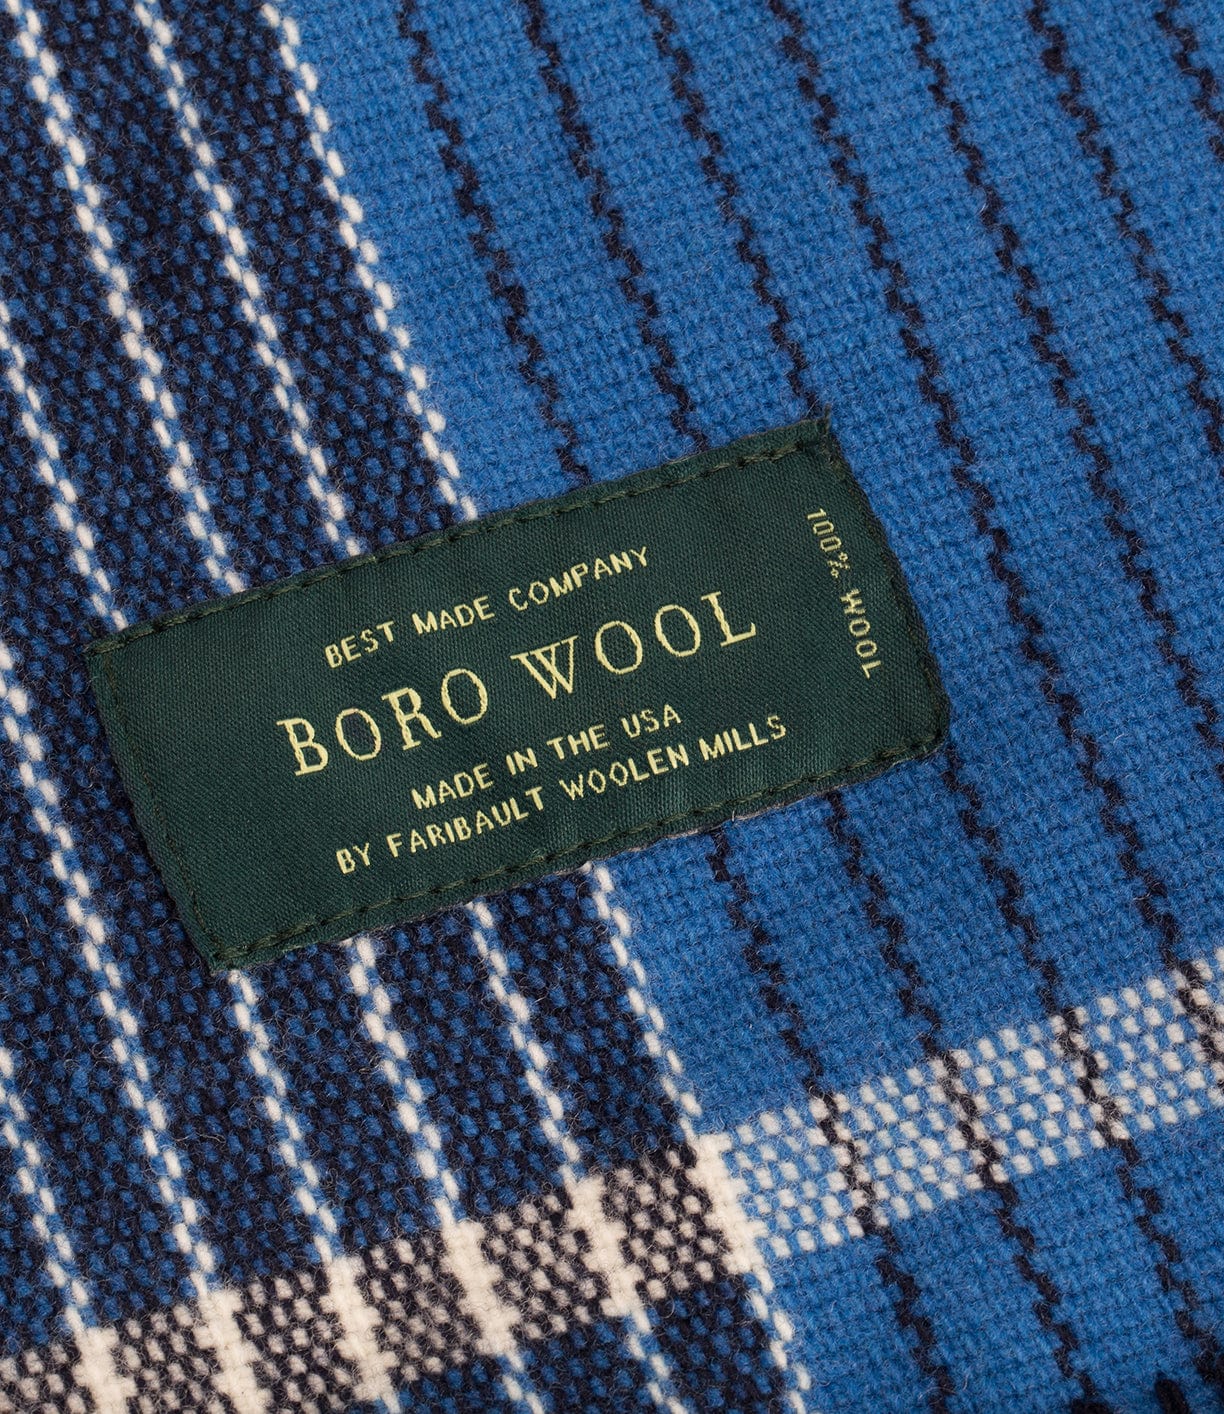 BEST MADE COMPANY
BORO WOOL
MADE IN THE USA
BY FARIBAULT WOOLEN MILLS
100% WOOL